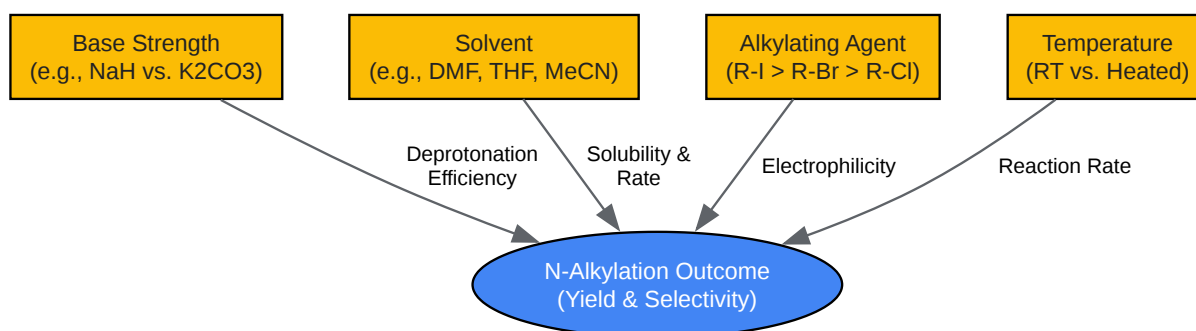 Base Strength
(e.g., NaH vs. K2CO3)
Solvent
(e.g., DMF, THF, MeCN)
Alkylating Agent
(R-I > R-Br > R-Cl)
Temperature
(RT vs. Heated)
Deprotonation
Efficiency
Solubility &
Rate
Electrophilicity
Reaction Rate
N-Alkylation Outcome
(Yield & Selectivity)